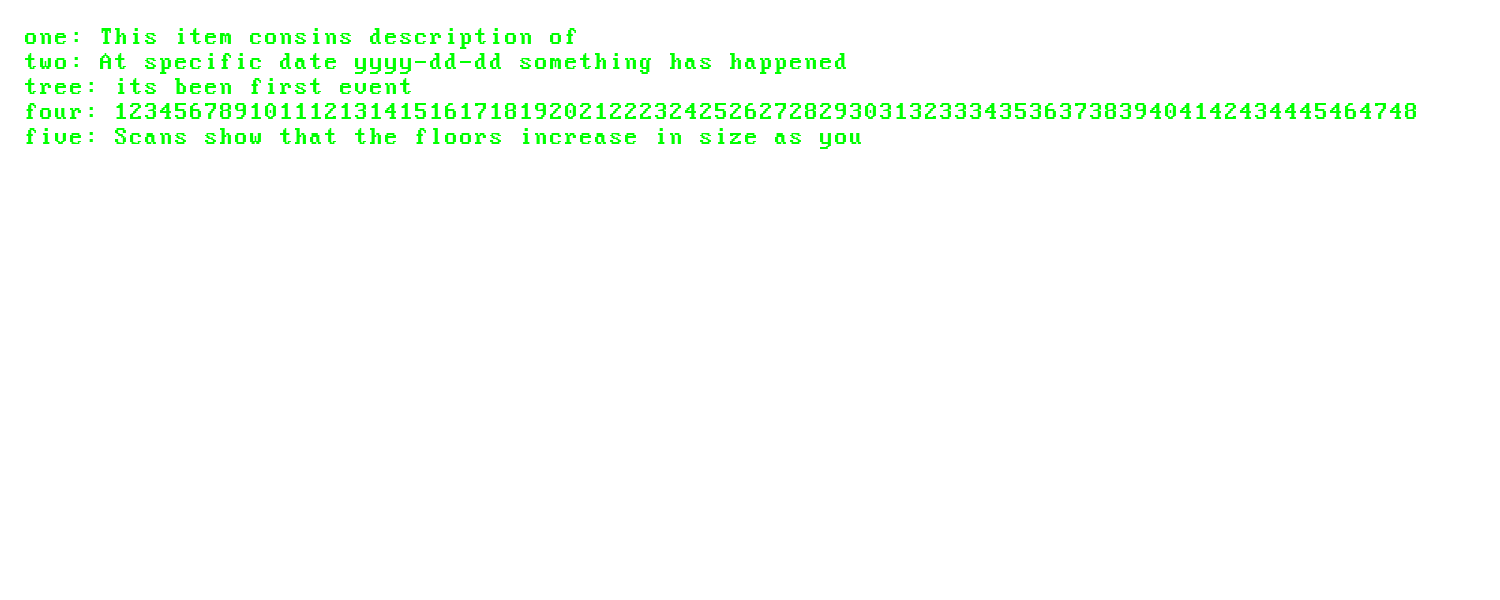 one: This item consins description of
two: At specific date yyyy-dd-dd something has happened
tree: its been first event
four: 123456789101112131415161718192021222324252627282930313233343536373839404142434445464748
five: Scans show that the floors increase in size as you